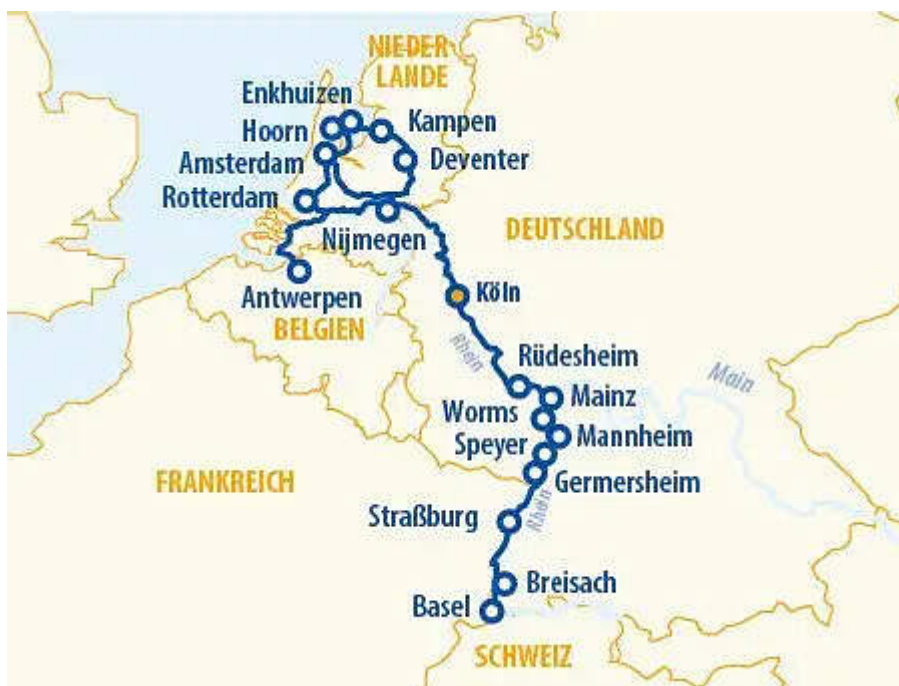 NIEDER
LANDE
Enkhuizen
Hoorn
Kampen
Amsterdam
Deventer
Rotterdam
Nijmegen
DEUTSCHLAND
Antwerpen
Köln
BELGIEN
Rhein
Rüdesheim
Main
Mainz
Worms
Mannheim
Speyer
FRANKREICH
Germersheim
Straßburg
Rhein
Breisach
Basel
SCHWEIZ